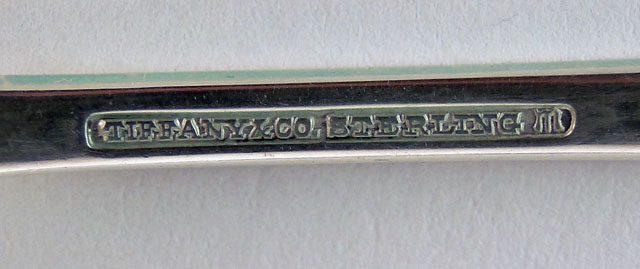 TIFFANY & CO. STERLING. M